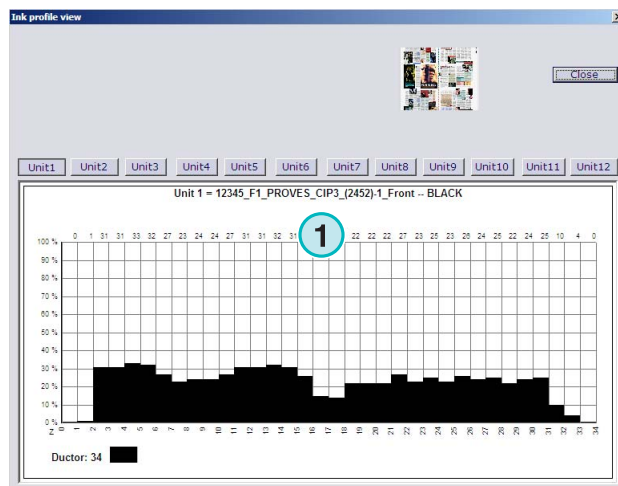 Ink profile view
Close
Unit1 Unit2 Unit3 Unit4 Unit5 Unit6 Unit7 Unit8 Unit9 Unit10 Unit11 Unit12
Unit 1 = 12345_F1_PROVES_CIP3_(2452)-1_Front -- BLACK
0 1 31 31 33 32 27 23 24 24 27 31 31 32 31 1 22 22 22 27 23 25 23 26 24 25 22 24 25 10 4 0
100 %
90 %
80 %
70 %
60 %
50 %
40 %
30 %
20 %
10 %
0 %
Z 0 1 2 3 4 5 6 7 8 9 10 11 12 13 14 15 16 17 18 19 20 21 22 23 24 25 26 27 28 29 30 31 32 33 34
Ductor: 34